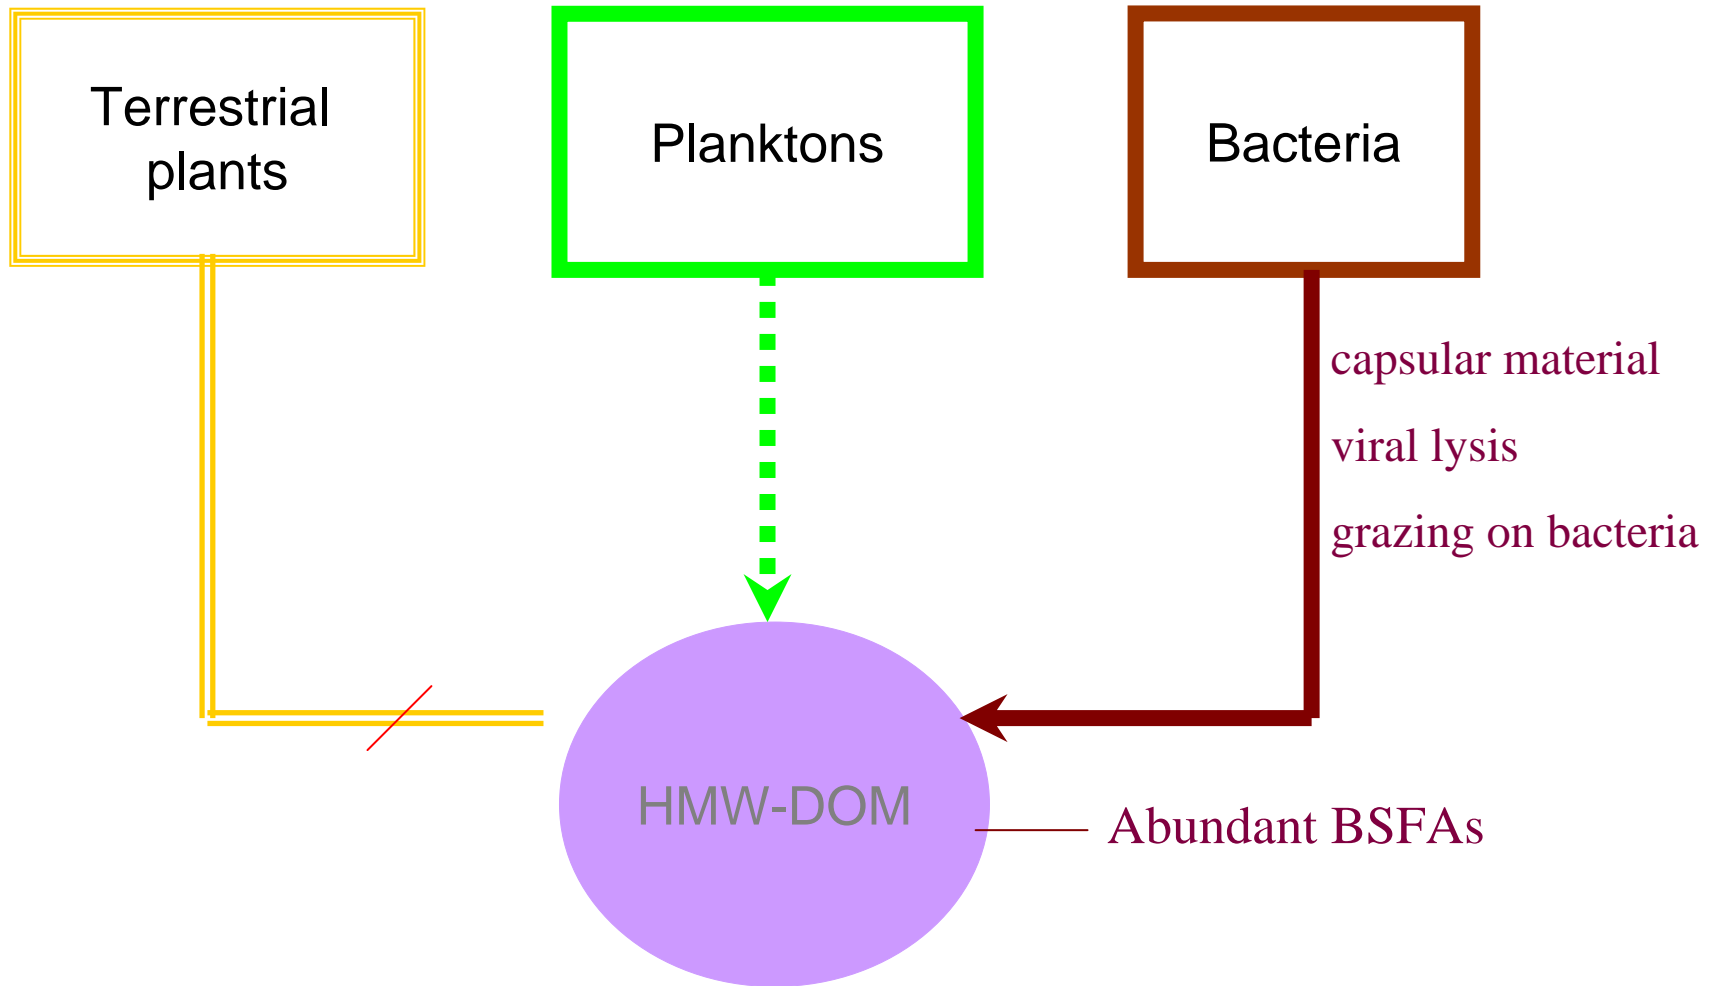 Terrestrial
plants
Planktons
Bacteria
capsular material
viral lysis
grazing on bacteria
HMW-DOM
Abundant BSFAs